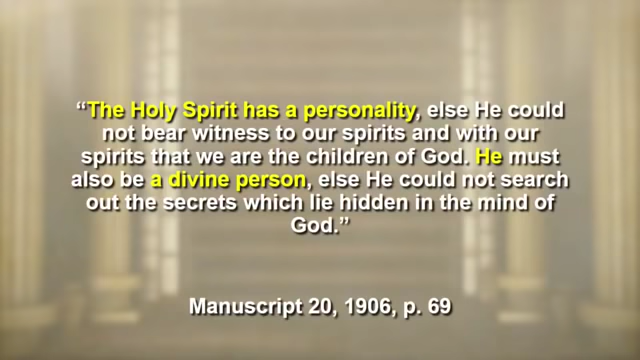 “The Holy Spirit has a personality, else He could
not bear witness to our spirits and with our
spirits that we are the children of God. He must
also be a divine person, else He could not search
out the secrets which lie hidden in the mind of
God.”
Manuscript 20, 1906, p. 69